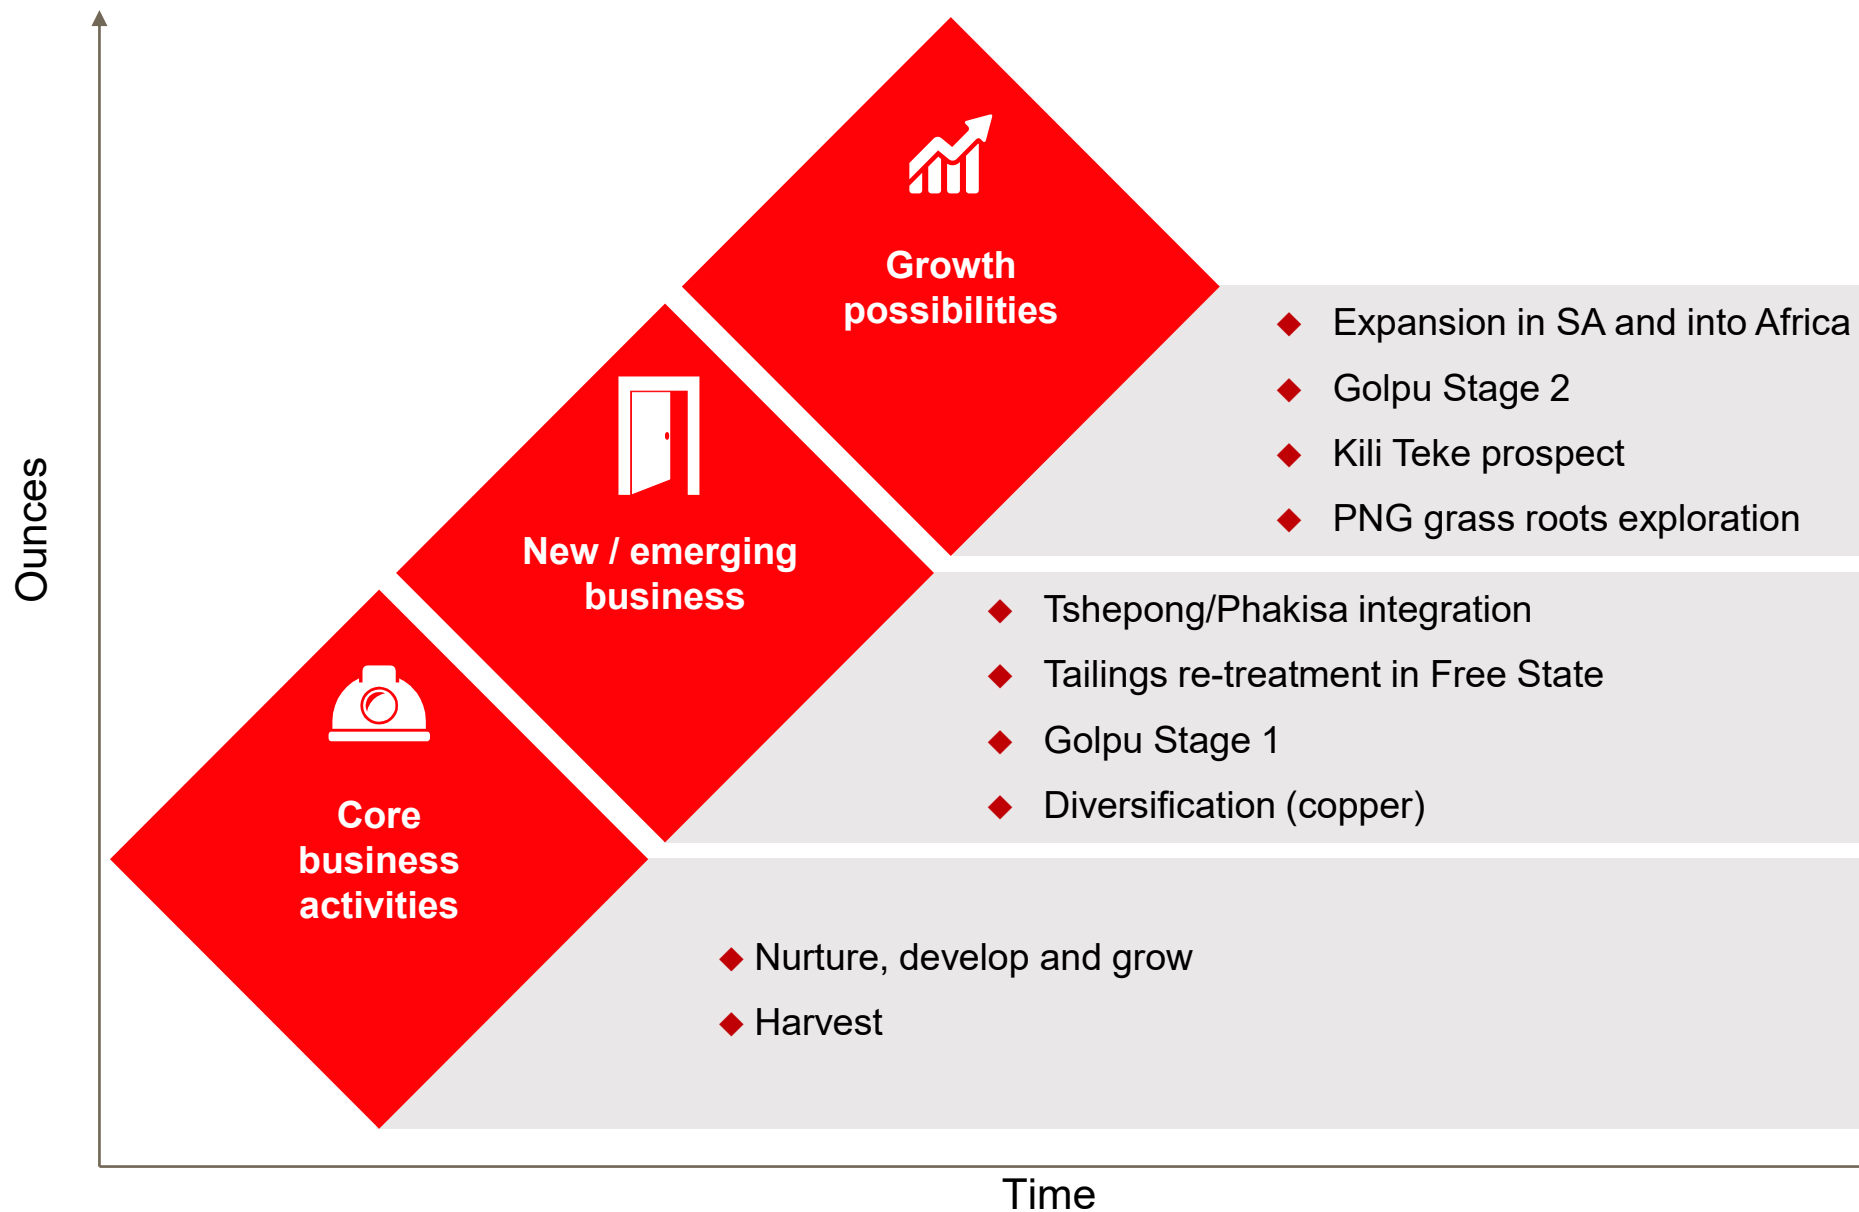 Ounces
Growth
possibilities
Expansion in SA and into Africa
Golpu Stage 2
Kili Teke prospect
PNG grass roots exploration
New / emerging
business
Tshepong/Phakisa integration
Tailings re-treatment in Free State
Golpu Stage 1
Diversification (copper)
Core
business
activities
Nurture, develop and grow
Harvest
Time